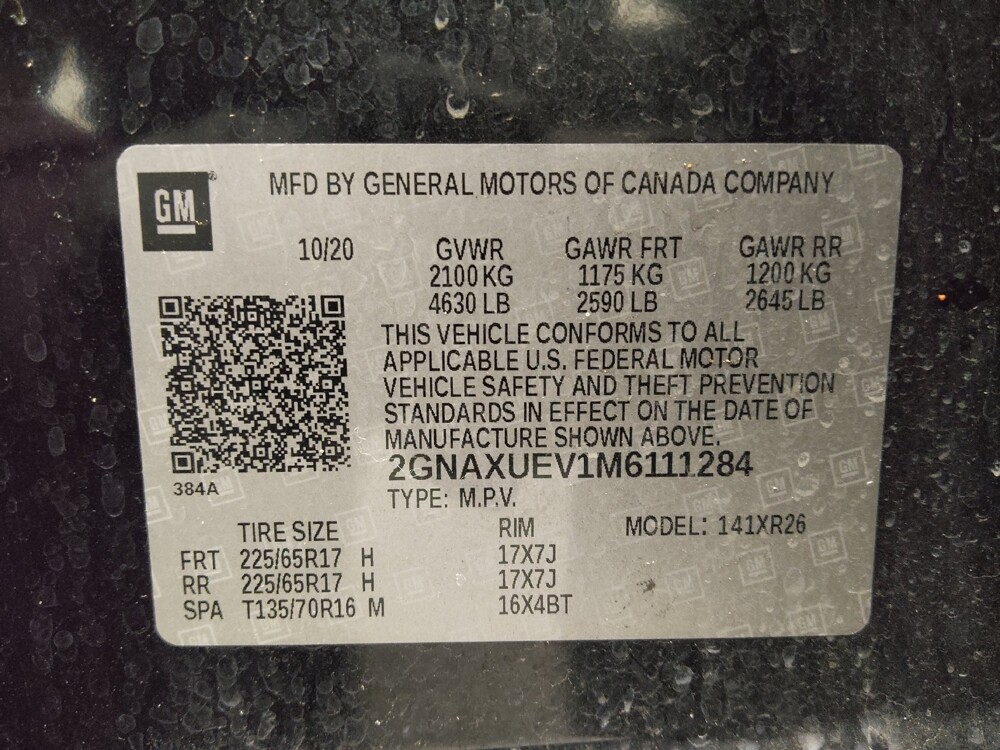 GM
MFD BY GENERAL MOTORS OF CANADA COMPANY
10/20 GVWR GAWR FRT GAWR RR
2100 KG 1175 KG 1200 KG
4630 LB 2590 LB 2645 LB
THIS VEHICLE CONFORMS TO ALL
APPLICABLE U.S. FEDERAL MOTOR
VEHICLE SAFETY AND THEFT PREVENTION
STANDARDS IN EFFECT ON THE DATE OF
MANUFACTURE SHOWN ABOVE.
2GNAXUEV1M6111284
384A
TYPE: M.P.V.
TIRE SIZE RIM MODEL: 141XR26
FRT 225/65R17 H 17X7J
RR 225/65R17 H 17X7J
SPA T135/70R16 M 16X4BT